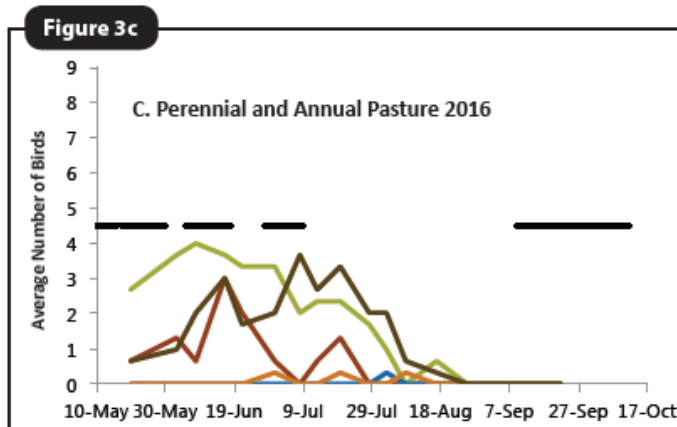 Figure 3c
9
C. Perennial and Annual Pasture 2016
8
7
6
5
4
3
2
1
0
Average Number of Birds
10-May 30-May 19-Jun 9-Jul 29-Jul 18-Aug 7-Sep 27-Sep 17-Oct